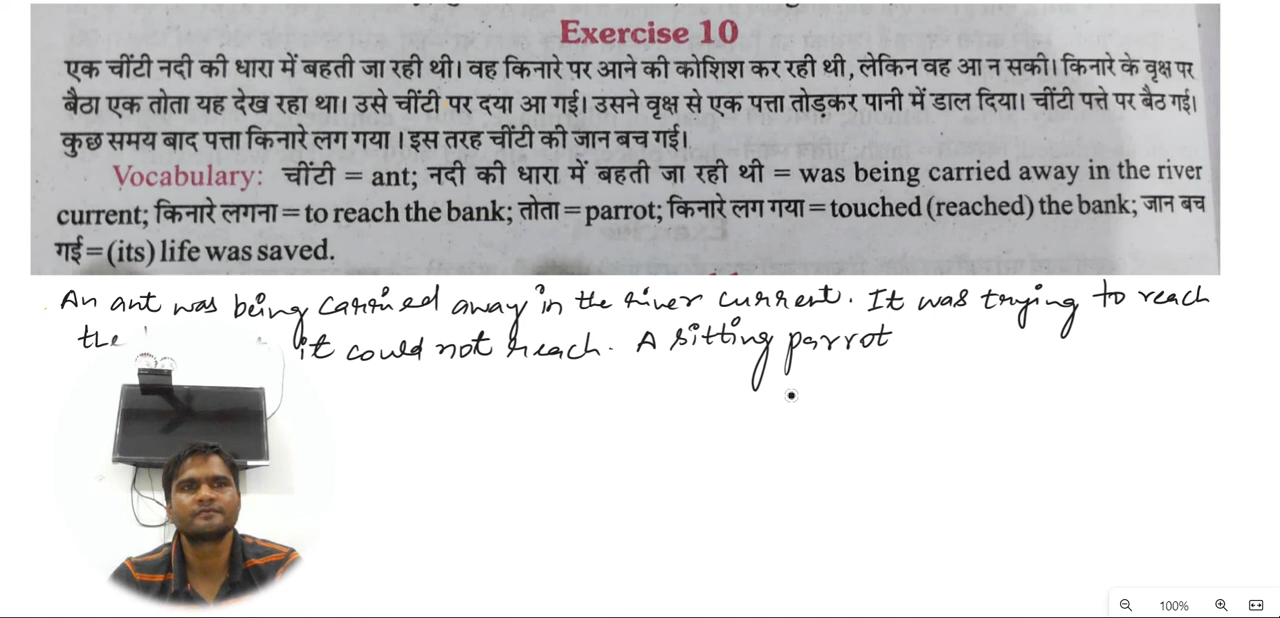 Exercise 10
एक चींटी नदी की धारा में बहती जा रही थी। वह किनारे पर आने की कोशिश कर रही थी, लेकिन वह आ न सकी। किनारे के वृक्ष पर
बैठा एक तोता यह देख रहा था। उसे चींटी पर दया आ गई। उसने वृक्ष से एक पत्ता तोड़कर पानी में डाल दिया। चींटी पत्ते पर बैठ गई।
कुछ समय बाद पत्ता किनारे लग गया। इस तरह चींटी की जान बच गई।
Vocabulary: चींटी = ant; नदी की धारा में बहती जा रही थी = was being carried away in the river
current; किनारे लगना = to reach the bank; तोता = parrot; किनारे लग गया = touched (reached) the bank; जान बच
गई = (its) life was saved.
An ant was being carried away in the river current. It was trying to reach
the it could not reach. A sitting parrot
100%